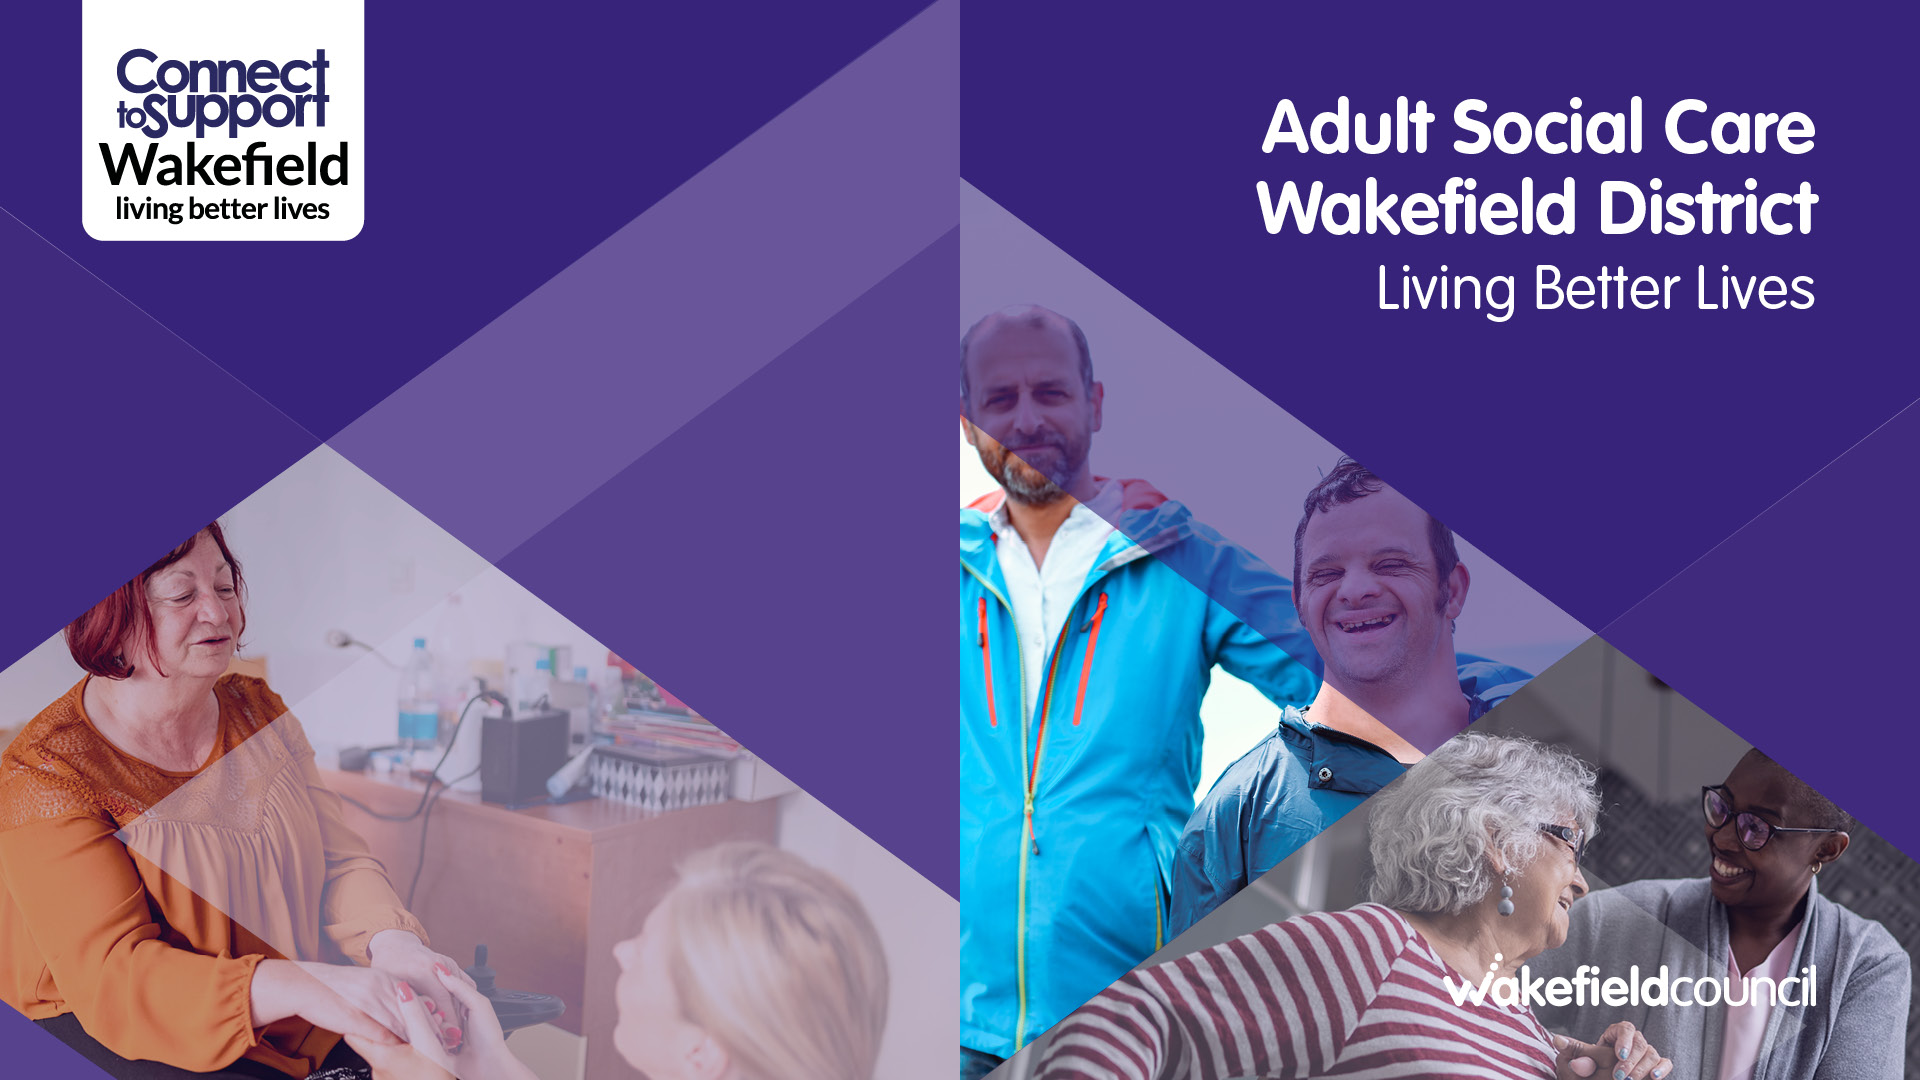 Connect
to Support
Wakefield
living better lives
Adult Social Care
Wakefield District
Living Better Lives
wakefieldcouncil